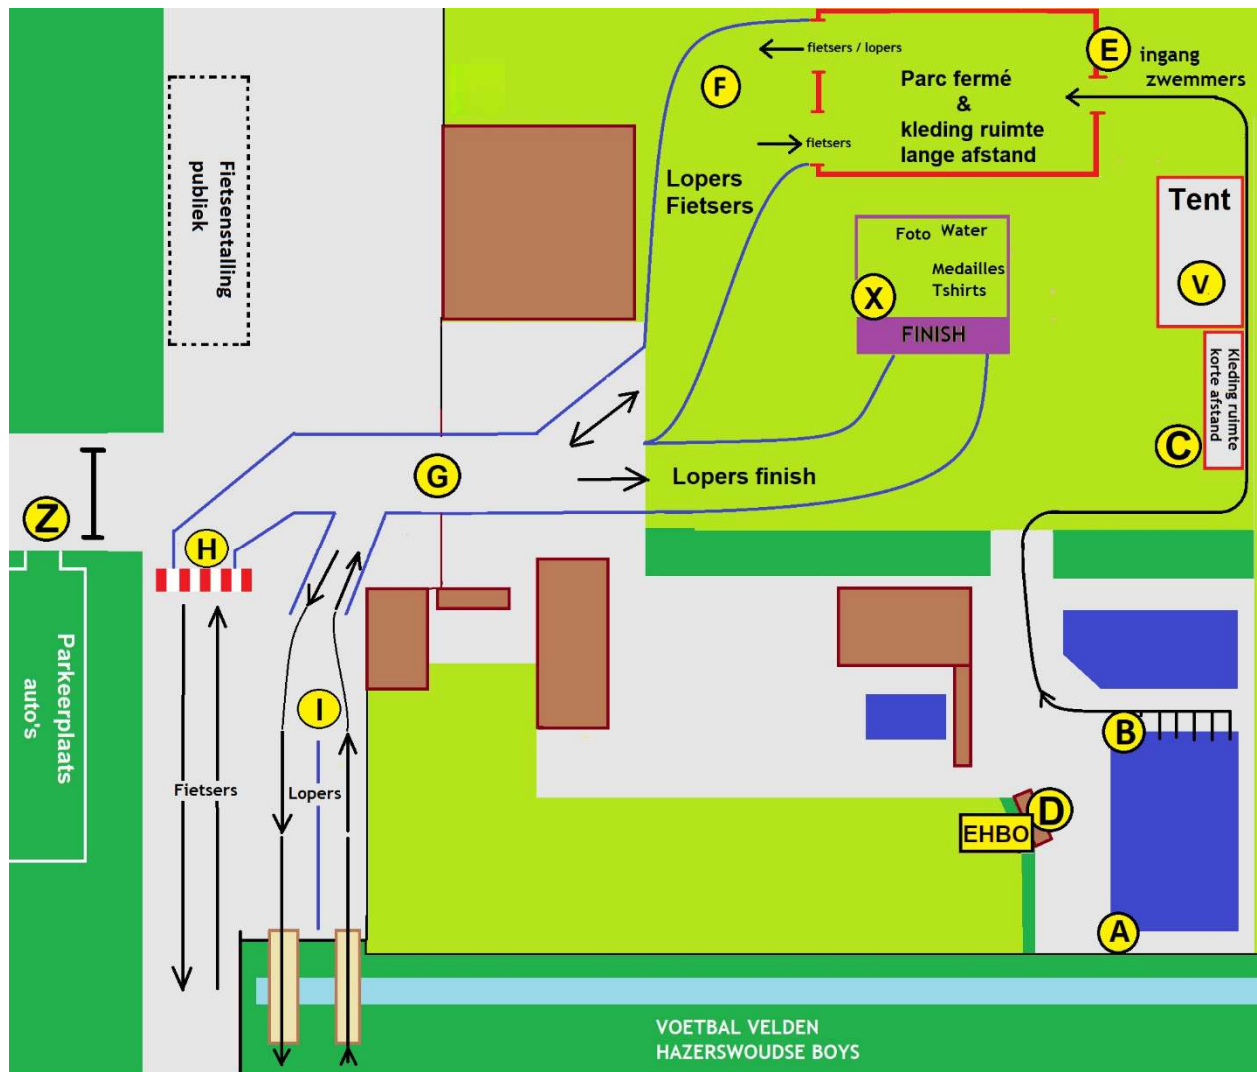 fietsers / lopers
E
ingang
zwemmers
F
Parc fermé
&
kleding ruimte
lange afstand
fietsers
Fietsenstalling
publiek
Lopers
Fietsers
Tent
V
Foto Water
Medailles
Tshirts
X
FINISH
Kleding ruimte
korte afstand
C
G
Lopers finish
Z
H
Parkeerplaats
auto's
I
B
Fietsers
Lopers
D
EHBO
A
VOETBAL VELDEN
HAZERSWOUDSE BOYS